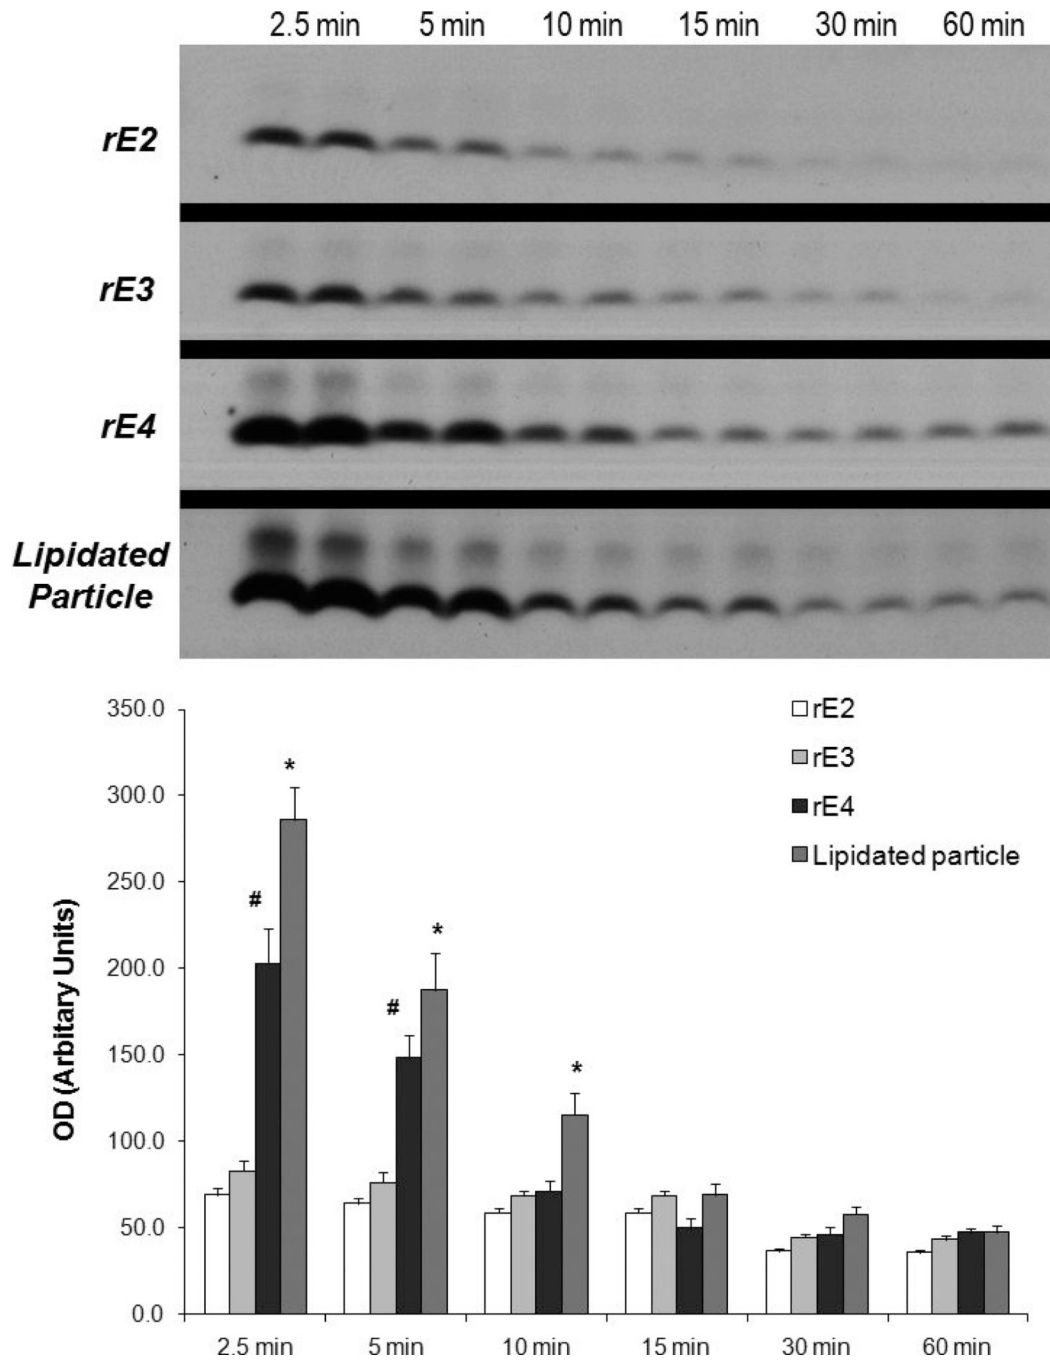 2.5 min 5 min 10 min 15 min 30 min 60 min
rE2
rE3
rE4
Lipidated
Particle
350.0
300.0
250.0
200.0
150.0
100.0
50.0
0.0
OD (Arbitary Units)
rE2
rE3
rE4
Lipidated particle
*
#
*
#
*
2.5 min 5 min 10 min 15 min 30 min 60 min